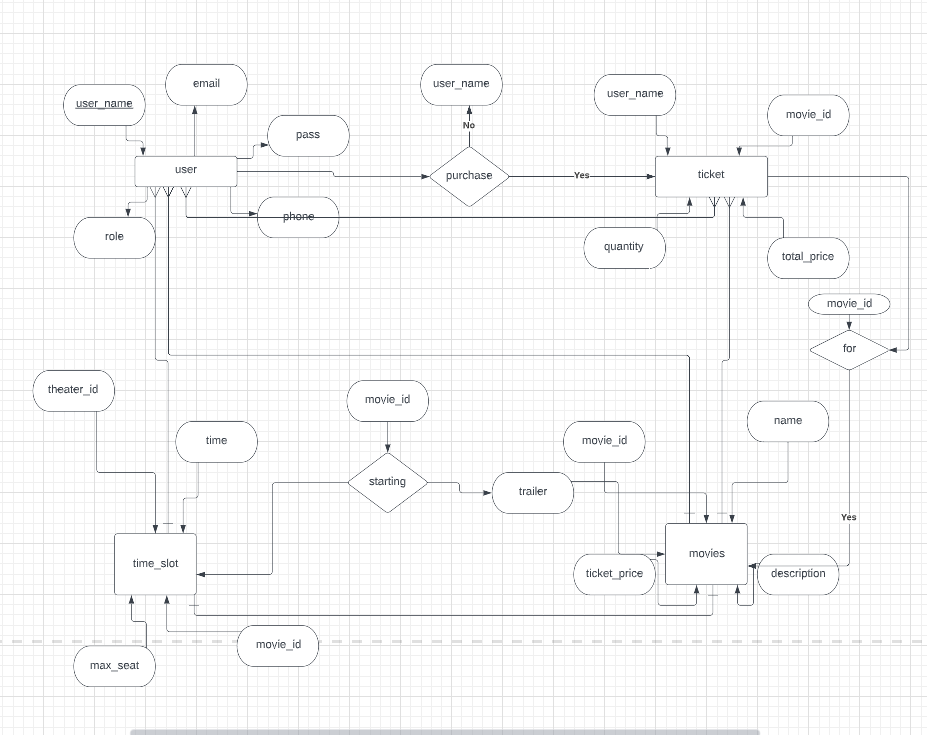 email
user_name
user_name
user_name
movie_id
No
pass
user
purchase
Yes
ticket
phone
role
quantity
total_price
movie_id
for
theater_id
movie_id
name
time
movie_id
starting
trailer
Yes
movies
time_slot
ticket_price
description
movie_id
max_seat